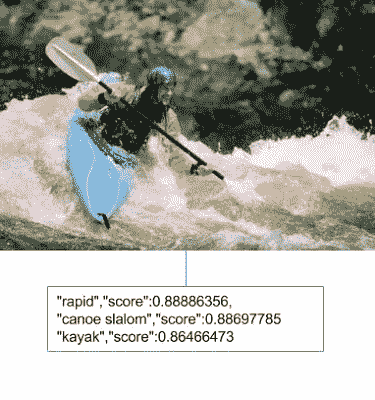 "rapid","score":0.88886356,
"canoe slalom","score":0.88697785
"kayak","score":0.86466473